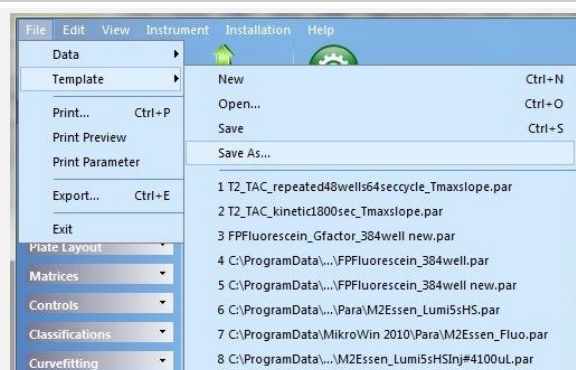 File Edit View Instrument Installation Help
Data
Template
Print... Ctrl+P
Print Preview
Print Parameter
Export... Ctrl+E
Exit
New Ctrl+N
Open... Ctrl+O
Save Ctrl+S
Save As...
1 T2_TAC_repeated48wells64seccycle_Tmaxslope.par
2 T2_TAC_kinetic1800sec_Tmaxslope.par
3 FPFluorescein_Gfactor_384well new.par
4 C:\ProgramData\...\FPFluorescein_384well.par
5 C:\ProgramData\...\FPFluorescein_384well new.par
6 C:\ProgramData\...\Para\M2Essen_Lumi5sHS.par
7 C:\ProgramData\MikroWin 2010\Para\M2Essen_Fluo.par
8 C:\ProgramData\...\M2Essen_Lumi5sHSInj#4100uL.par
Plate Layout
Matrices
Controls
Classifications
Curvefitting